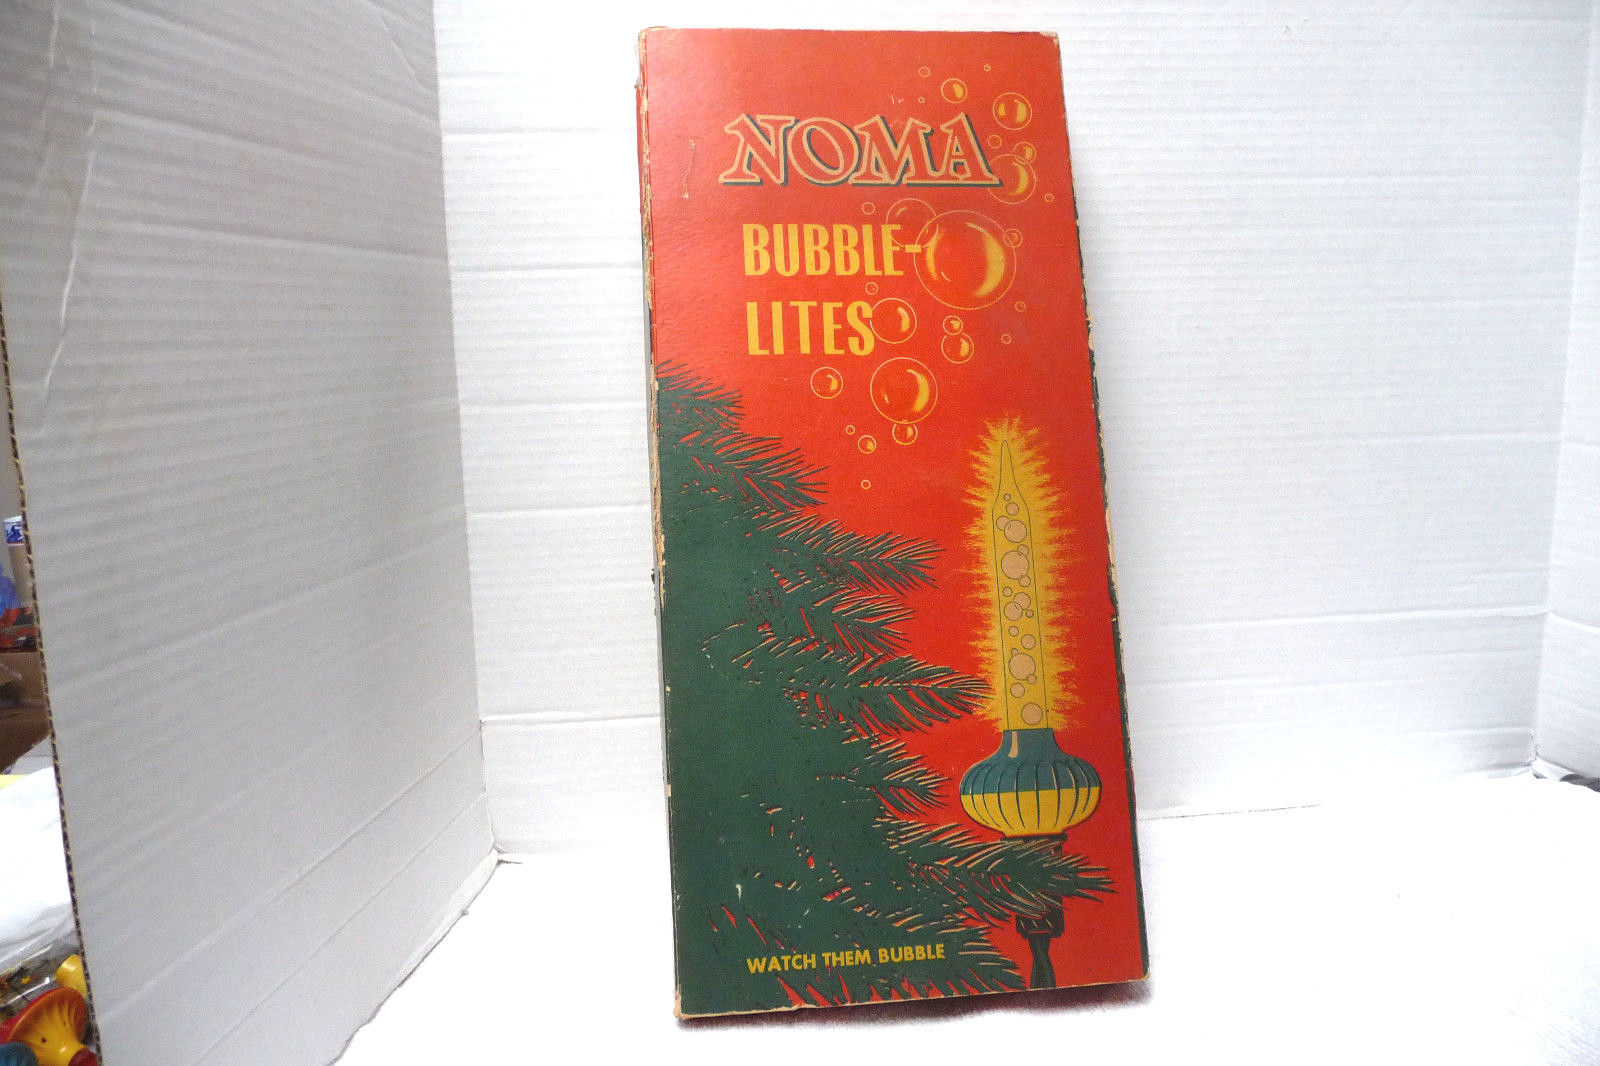 NOMA
BUBBLE-
LITES
WATCH THEM BUBBLE